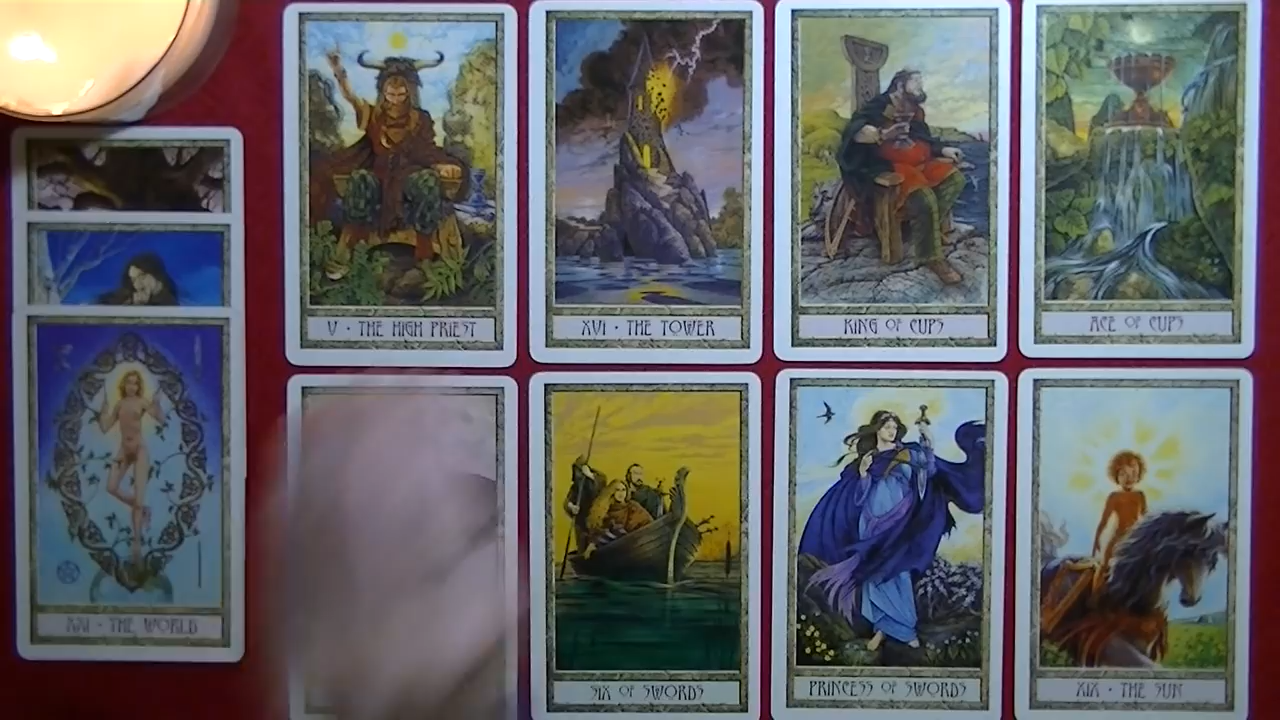 V • THE HIGH PRIEST
XVI • THE TOWER
KING OF CUPS
ACE OF CUPS
XXI • THE WORLD
SIX OF SWORDS
PRINCESS OF SWORDS
XIX • THE SUN